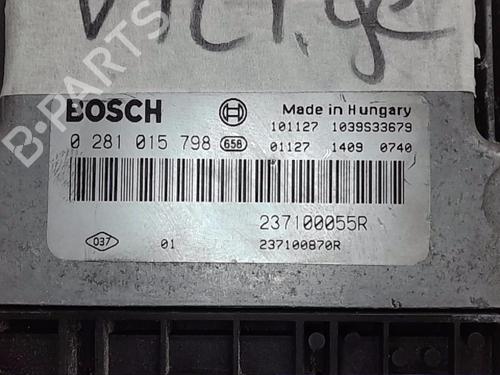 B-PARTS
BOSCH
Made in Hungary
101127 1039S33679
0 281 015 798 656
01127 1409 0740
237100055R
037 01 237100870R